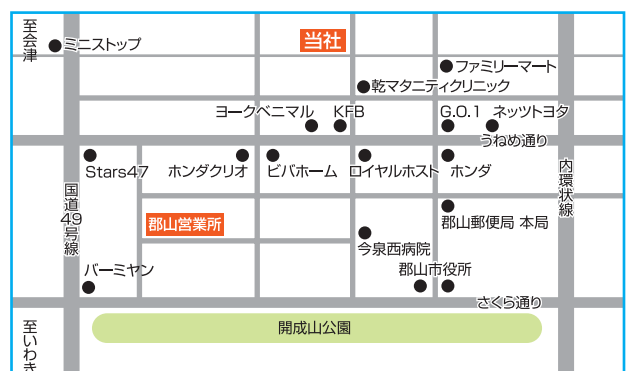 至会津
ミニストップ
当社
ファミリーマート
乾マタニティクリニック
ヨークベニマル
KFB
G.O.1
ネッツトヨタ
うねめ通り
Stars47
ホンダクリオ
ビバホーム
ロイヤルホスト
ホンダ
内環状線
国道49号線
郡山営業所
郡山郵便局 本局
今泉西病院
バーミヤン
郡山市役所
さくら通り
開成山公園
至いわき